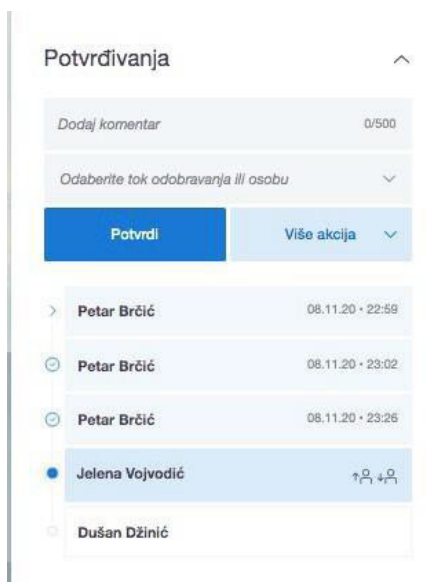 Potvrđivanja
Dodaj komentar 0/500
Odaberite tok odobravanja ili osobu
Potvrdi Više akcija
Petar Brčić 08.11.20 • 22:59
Petar Brčić 08.11.20 • 23:02
Petar Brčić 08.11.20 • 23:26
Jelena Vojvodić
Dušan Džinić